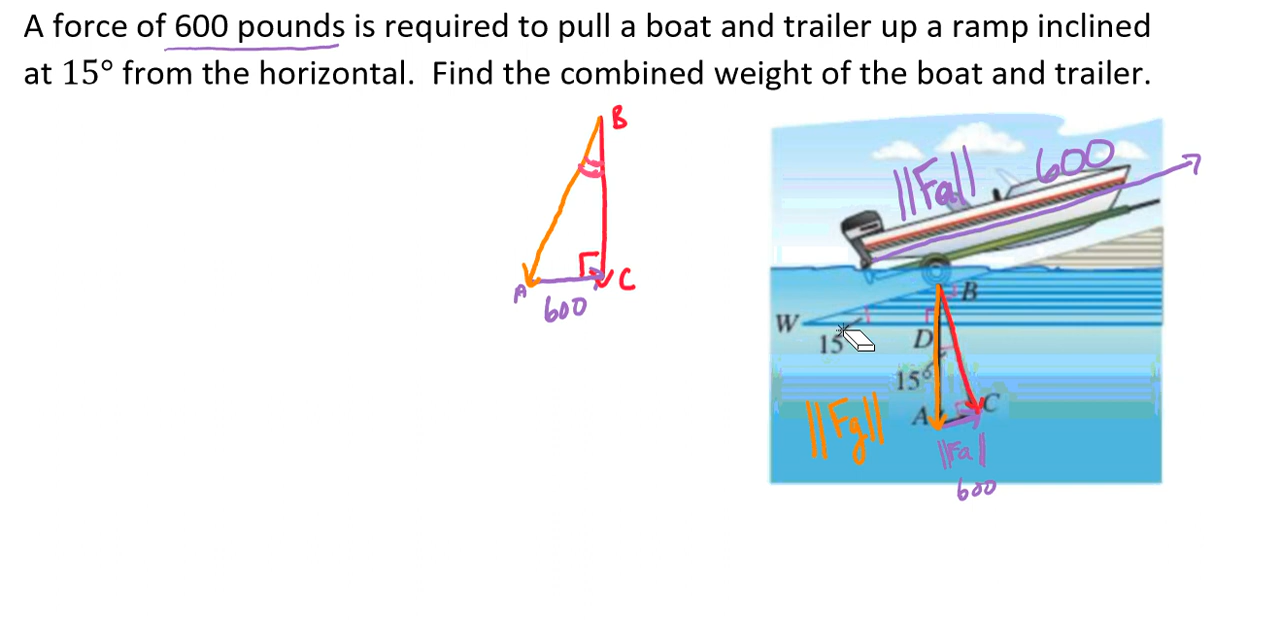 A force of 600 pounds is required to pull a boat and trailer up a ramp inclined
at 15° from the horizontal. Find the combined weight of the boat and trailer.
B
A
C
600
||Fa||
600
B
W
15
D
15°
A
C
||Fg||
||Fa||
600